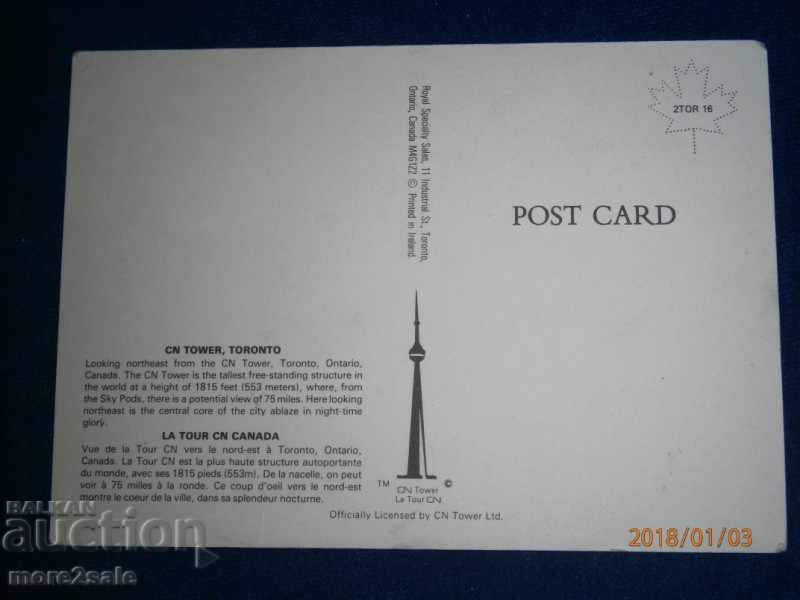 CN TOWER, TORONTO
Looking northeast from the CN Tower, Toronto, Ontario,
Canada. The CN Tower is the tallest free-standing structure in
the world at a height of 1815 feet (553 meters), where, from
the Sky Pods, there is a potential view of 75 miles. Here looking
northeast is the central core of the city ablaze in night-time
glory.
LA TOUR CN CANADA
Vue de la Tour CN vers le nord-est à Toronto, Ontario,
Canada. La Tour CN est la plus haute structure autoportante
du monde, avec ses 1815 pieds (553m). De la nacelle, on peut
voir à 75 miles à la ronde. Ce coup d'oeil vers le nord-est
montre le coeur de la ville, dans sa splendeur nocturne.
Royal Specialty Sales, 11 Industrial St., Toronto,
Ontario, Canada M4G1Z2 © Printed in Ireland.
TM ©
CN Tower
La Tour CN
Officially Licensed by CN Tower Ltd.
2TOR 16
POST CARD
2018/01/03
BALKAN
auction
more2sale